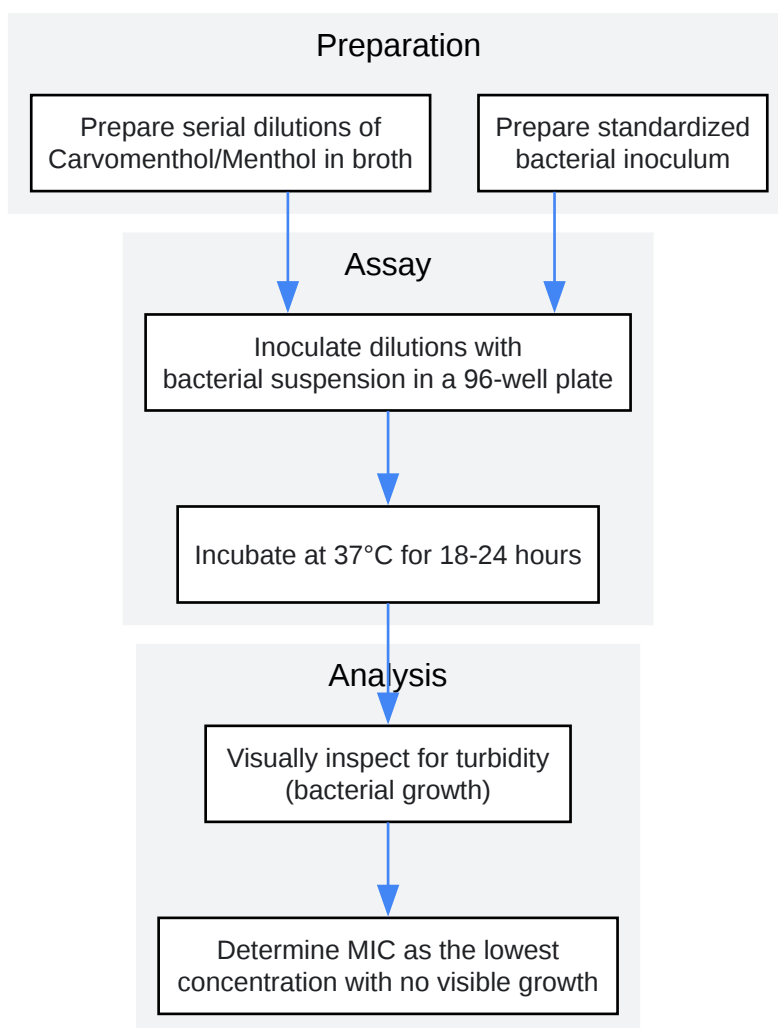 Preparation
Prepare serial dilutions of
Carvomenthol/Menthol in broth
Prepare standardized
bacterial inoculum
Assay
Inoculate dilutions with
bacterial suspension in a 96-well plate
Incubate at 37°C for 18-24 hours
Analysis
Visually inspect for turbidity
(bacterial growth)
Determine MIC as the lowest
concentration with no visible growth